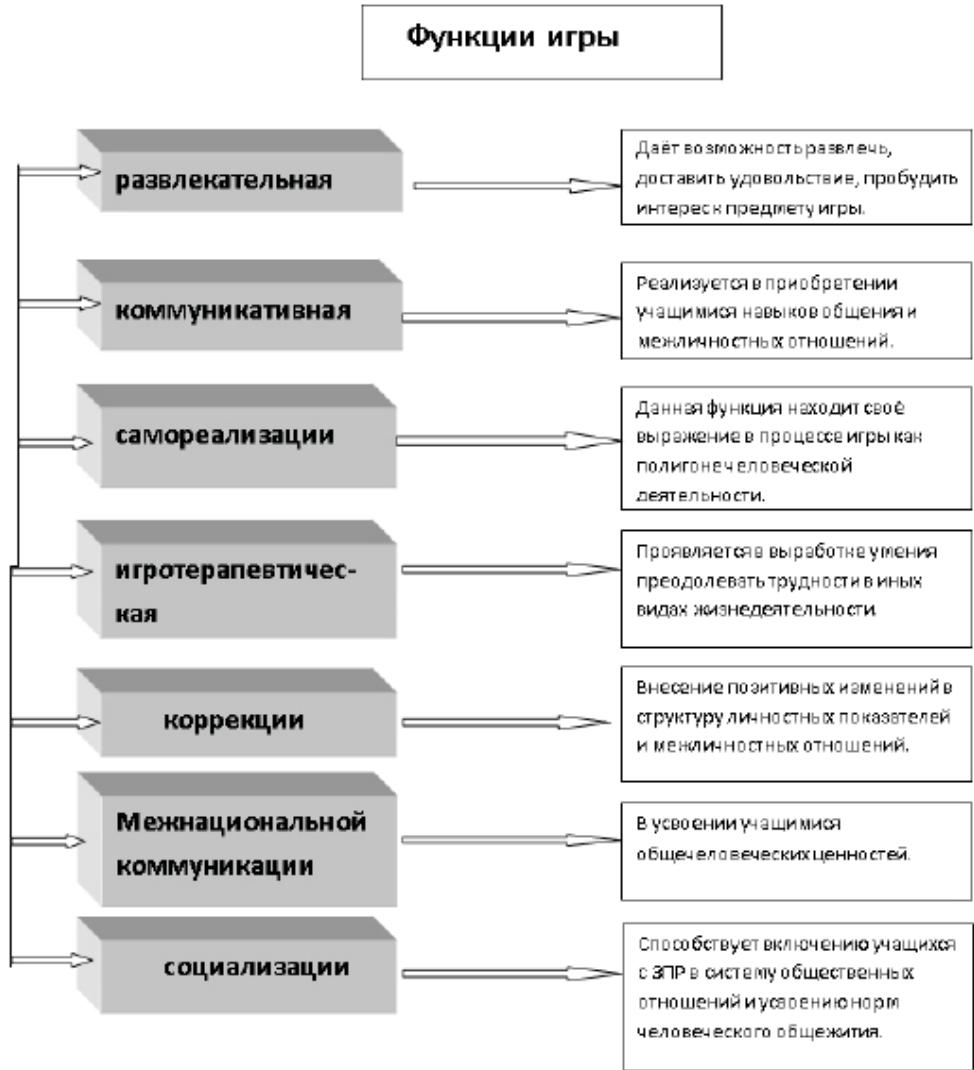 Функции игры
развлекательная
Даёт возможность развлечь,
доставить удовольствие, пробудить
интерес к предмету игры.
коммуникативная
Реализуется в приобретении
учащимися навыков общения и
межличностных отношений.
самореализации
Данная функция находит своё
выражение в процессе игры как
полигоне человеческой
деятельности.
игротерапевтичес-
кая
Проявляется в выработке умения
преодолевать трудности в иных
видах жизнедеятельности.
коррекции
Внесение позитивных изменений в
структуру личностных показателей
и межличностных отношений.
Межнациональной
коммуникации
В усвоении учащимися
общечеловеческих ценностей.
социализации
Способствует включению учащихся
с ЗПР в систему общественных
отношений и усвоению норм
человеческого общежития.